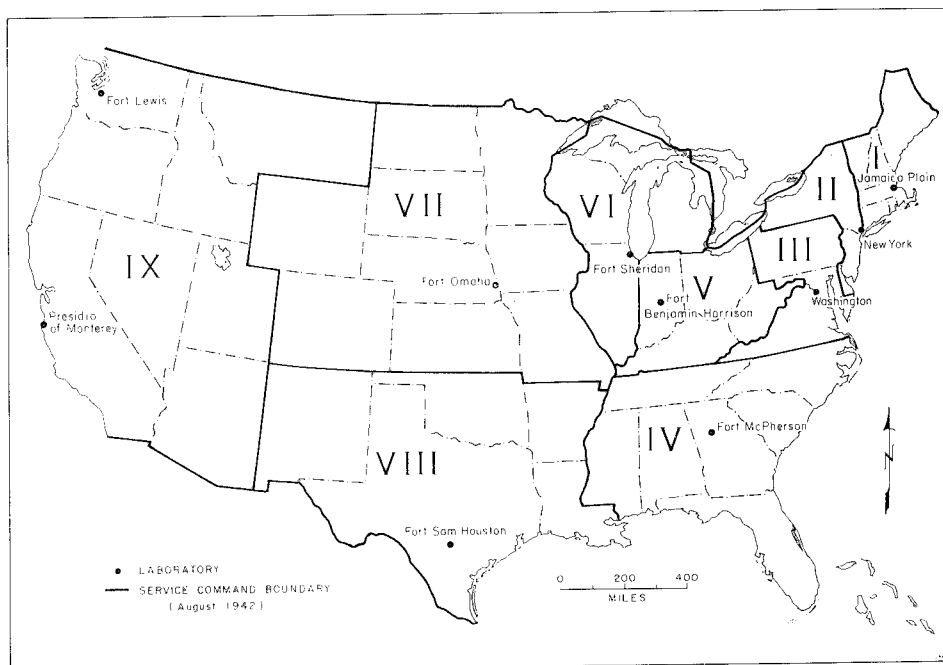 Fort Lewis
I
Jamaica Plain
VII
VI
II
New York
III
IX
Fort Sheridan
Fort Omaha
V
Washington
Fort
Benjamin Harrison
Presidio
of Monterey
IV
Fort McPherson
VIII
N
Fort Sam Houston
LABORATORY
SERVICE COMMAND BOUNDARY
(August 1942)
0 200 400
MILES